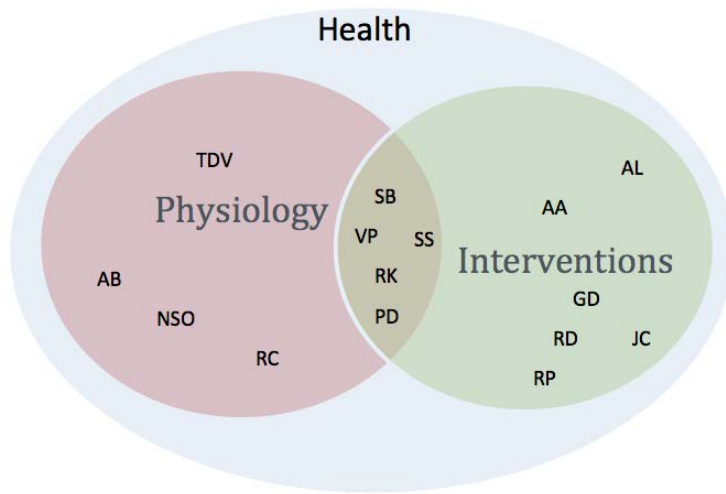 Health
TDV
Physiology
AB
NSO
RC
SB
VP
SS
RK
PD
AL
AA
Interventions
GD
RD
JC
RP